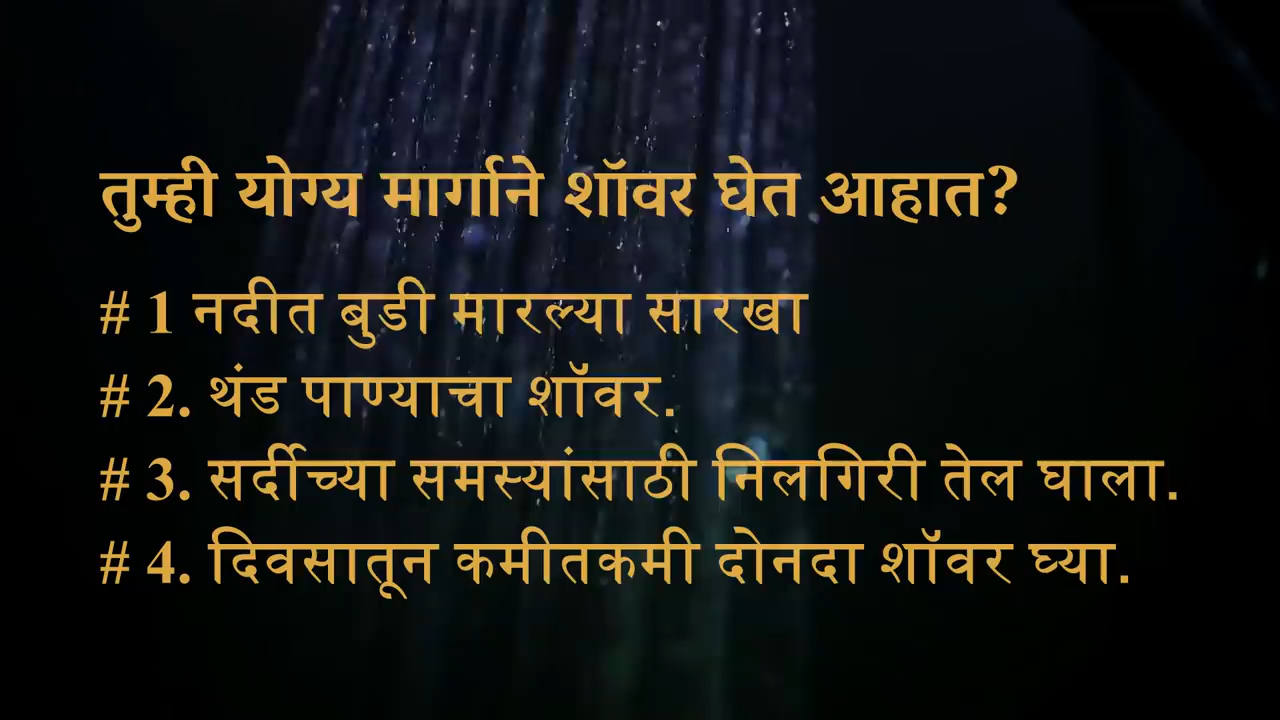 तुम्ही योग्य मार्गाने शॉवर घेत आहात?
# 1 नदीत बुडी मारल्या सारखा
# 2. थंड पाण्याचा शॉवर.
# 3. सर्दीच्या समस्यांसाठी निलगिरी तेल घाला.
# 4. दिवसातून कमीतकमी दोनदा शॉवर घ्या.